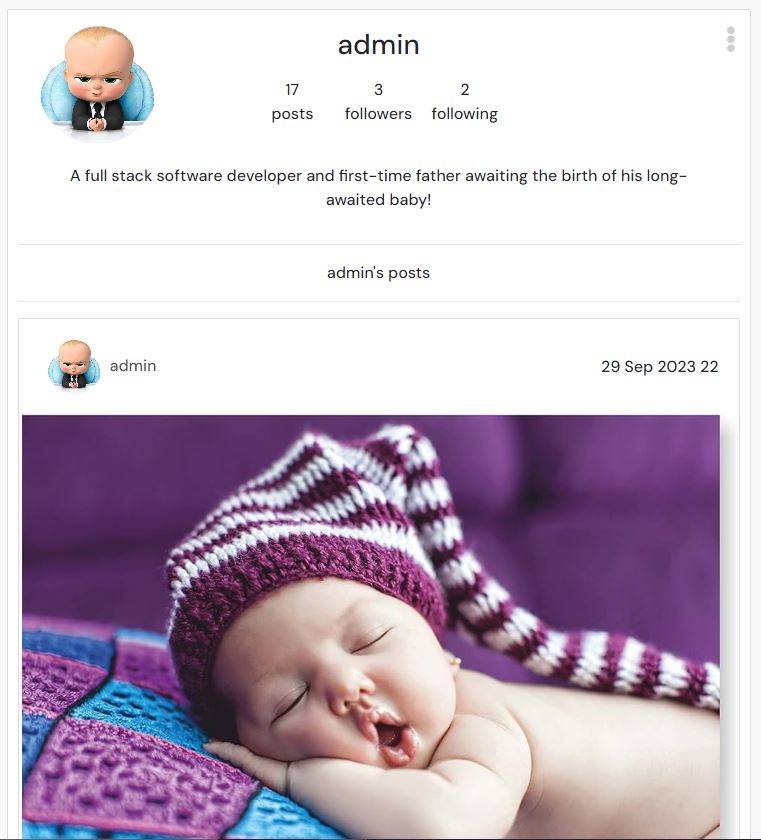 admin
17 3 2
posts followers following
A full stack software developer and first-time father awaiting the birth of his long-
awaited baby!
admin's posts
admin 29 Sep 2023 22